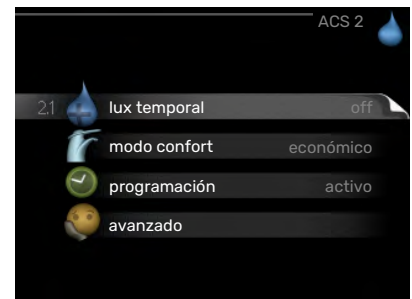 ACS 2
2.1 lux temporal off
modo confort económico
programación activo
avanzado